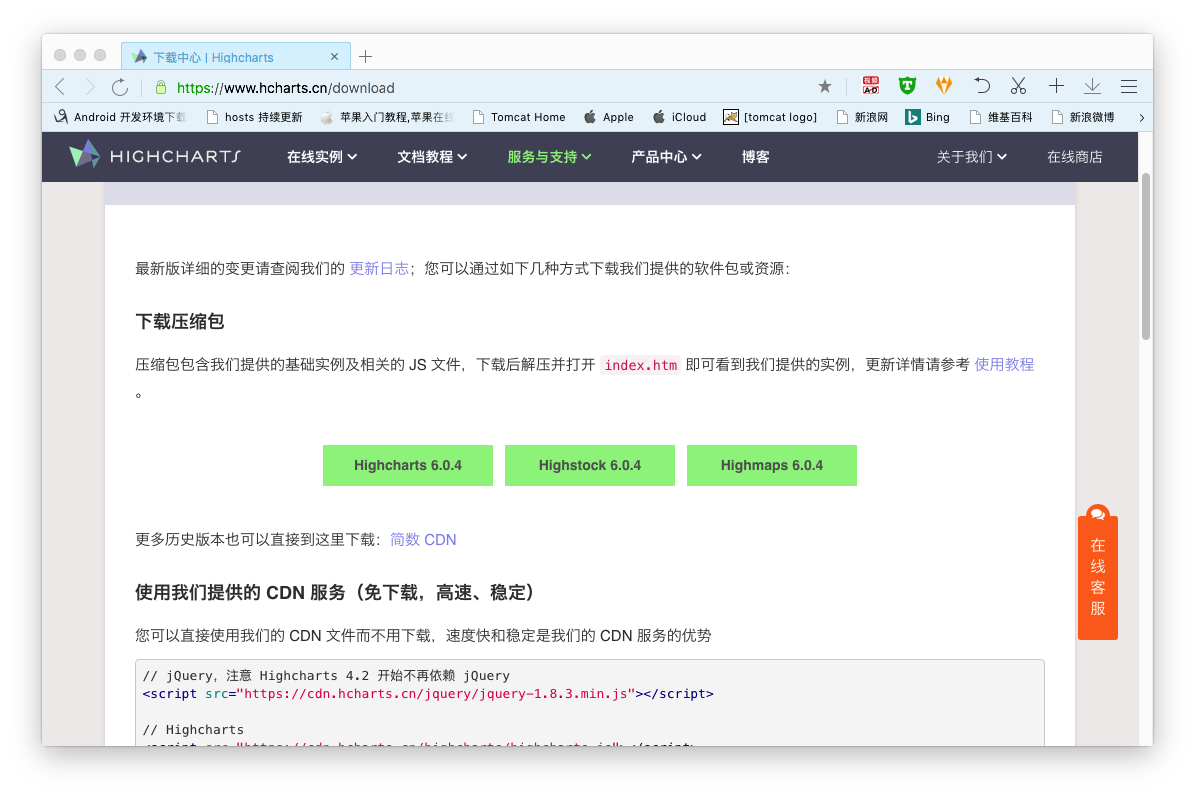 下载中心 | Highcharts
https://www.hcharts.cn/download
视频
A-D
Android 开发环境下载
hosts 持续更新
苹果入门教程,苹果在线
Tomcat Home
Apple
iCloud
[tomcat logo]
新浪网
Bing
维基百科
新浪微博
HIGHCHARTS
在线实例
文档教程
服务与支持
产品中心
博客
关于我们
在线商店
最新版详细的变更请查阅我们的 更新日志；您可以通过如下几种方式下载我们提供的软件包或资源：
下载压缩包
压缩包包含我们提供的基础实例及相关的 JS 文件，下载后解压并打开 index.htm 即可看到我们提供的实例，更新详情请参考 使用教程
。
Highcharts 6.0.4
Highstock 6.0.4
Highmaps 6.0.4
更多历史版本也可以直接到这里下载：简数 CDN
使用我们提供的 CDN 服务（免下载，高速、稳定）
您可以直接使用我们的 CDN 文件而不用下载，速度快和稳定是我们的 CDN 服务的优势
// jQuery，注意 Highcharts 4.2 开始不再依赖 jQuery
<script src="https://cdn.hcharts.cn/jquery/jquery-1.8.3.min.js"></script>
// Highcharts
<script src="https://cdn.hcharts.cn/highcharts/highcharts.js"></script>
在线客服